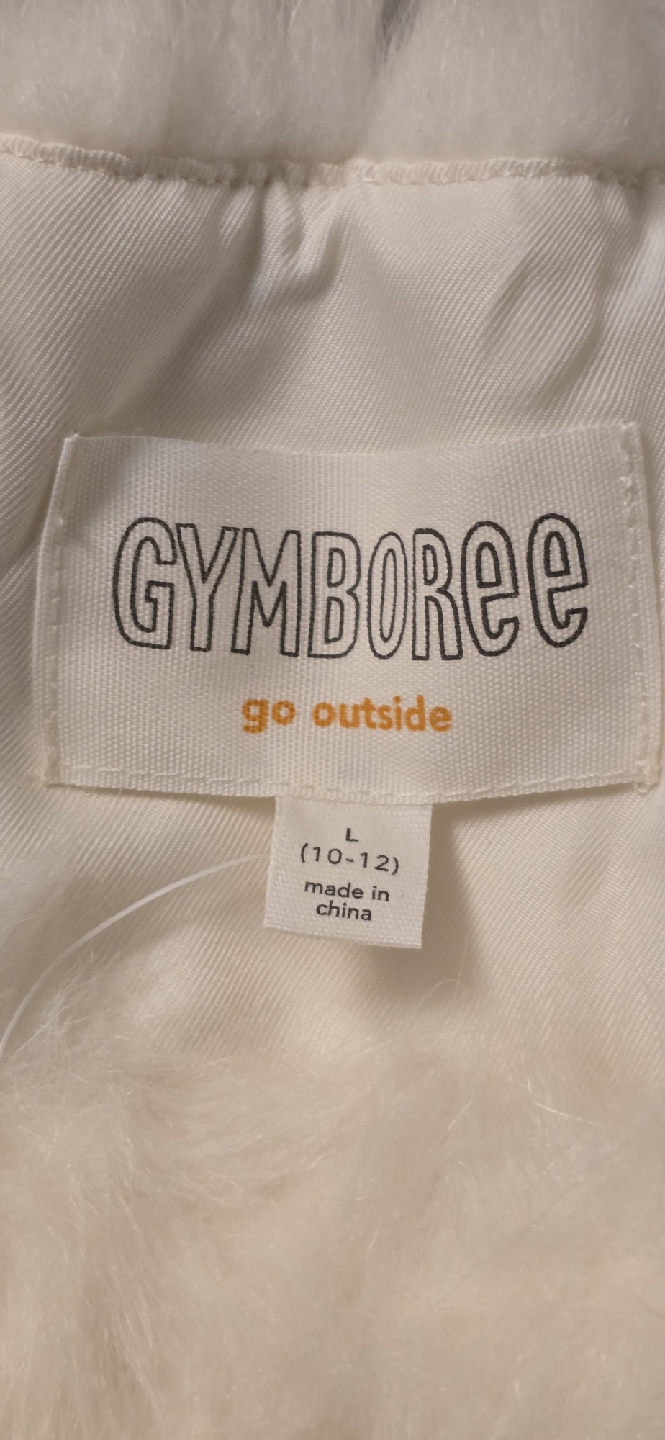 GYMBOREE
go outside
L
(10-12)
made in
china